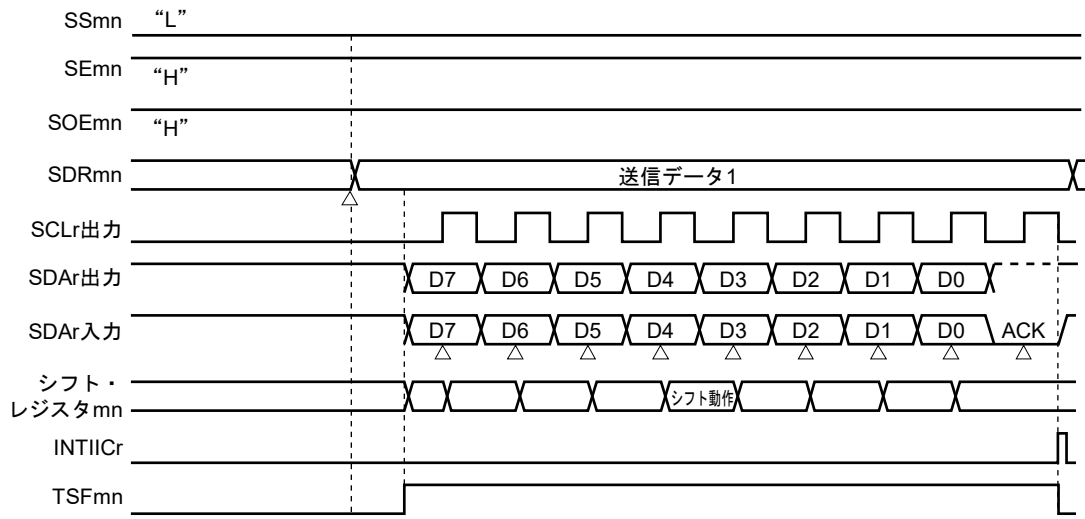 SSmn “L”
SEmn “H”
SOEmn “H”
SDRmn 送信データ1
SCLr出力
SDAr出力 D7 D6 D5 D4 D3 D2 D1 D0
SDAr入力 D7 D6 D5 D4 D3 D2 D1 D0 ACK
シフト・
レジスタmn シフト動作
INTIICr
TSFmn